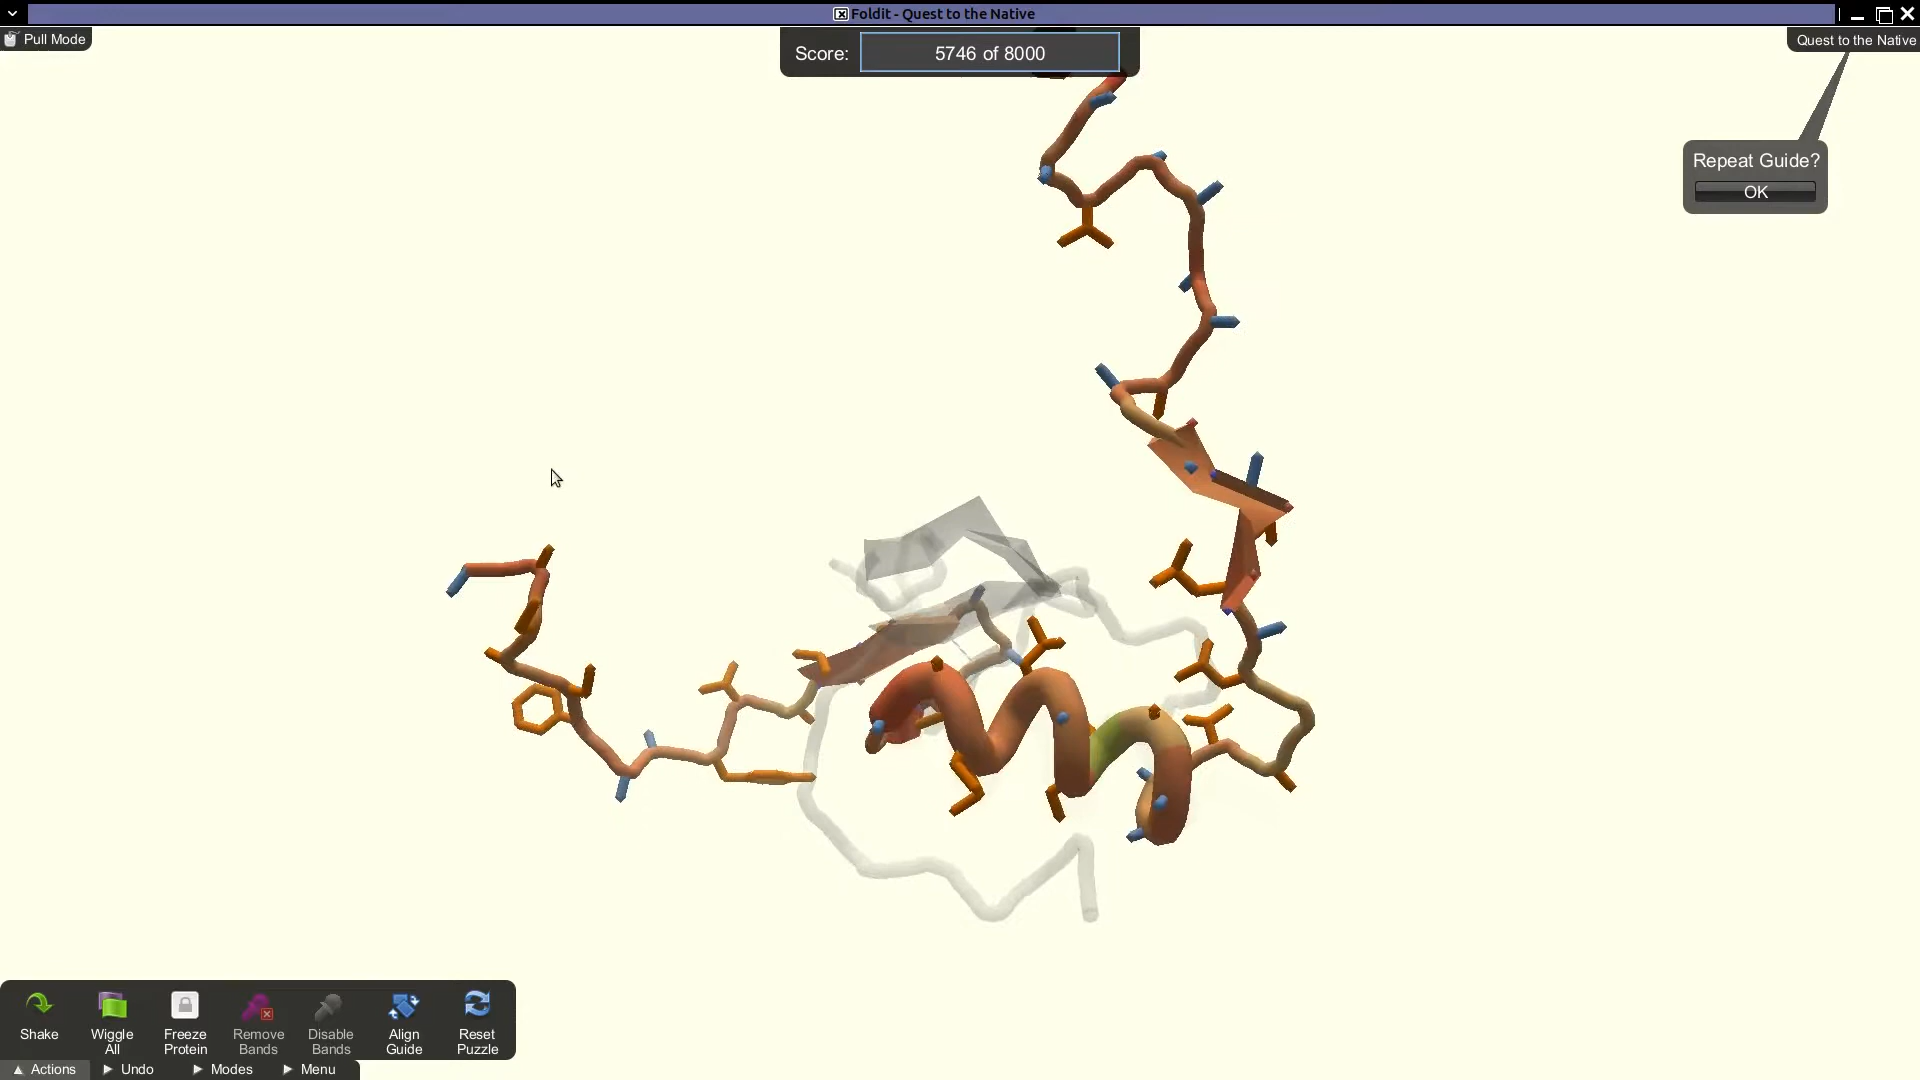 Foldit - Quest to the Native
Pull Mode
Score: 5746 of 8000
Quest to the Native
Repeat Guide?
OK
Shake
Wiggle All
Freeze Protein
Remove Bands
Disable Bands
Align Guide
Reset Puzzle
Actions
Undo
Modes
Menu